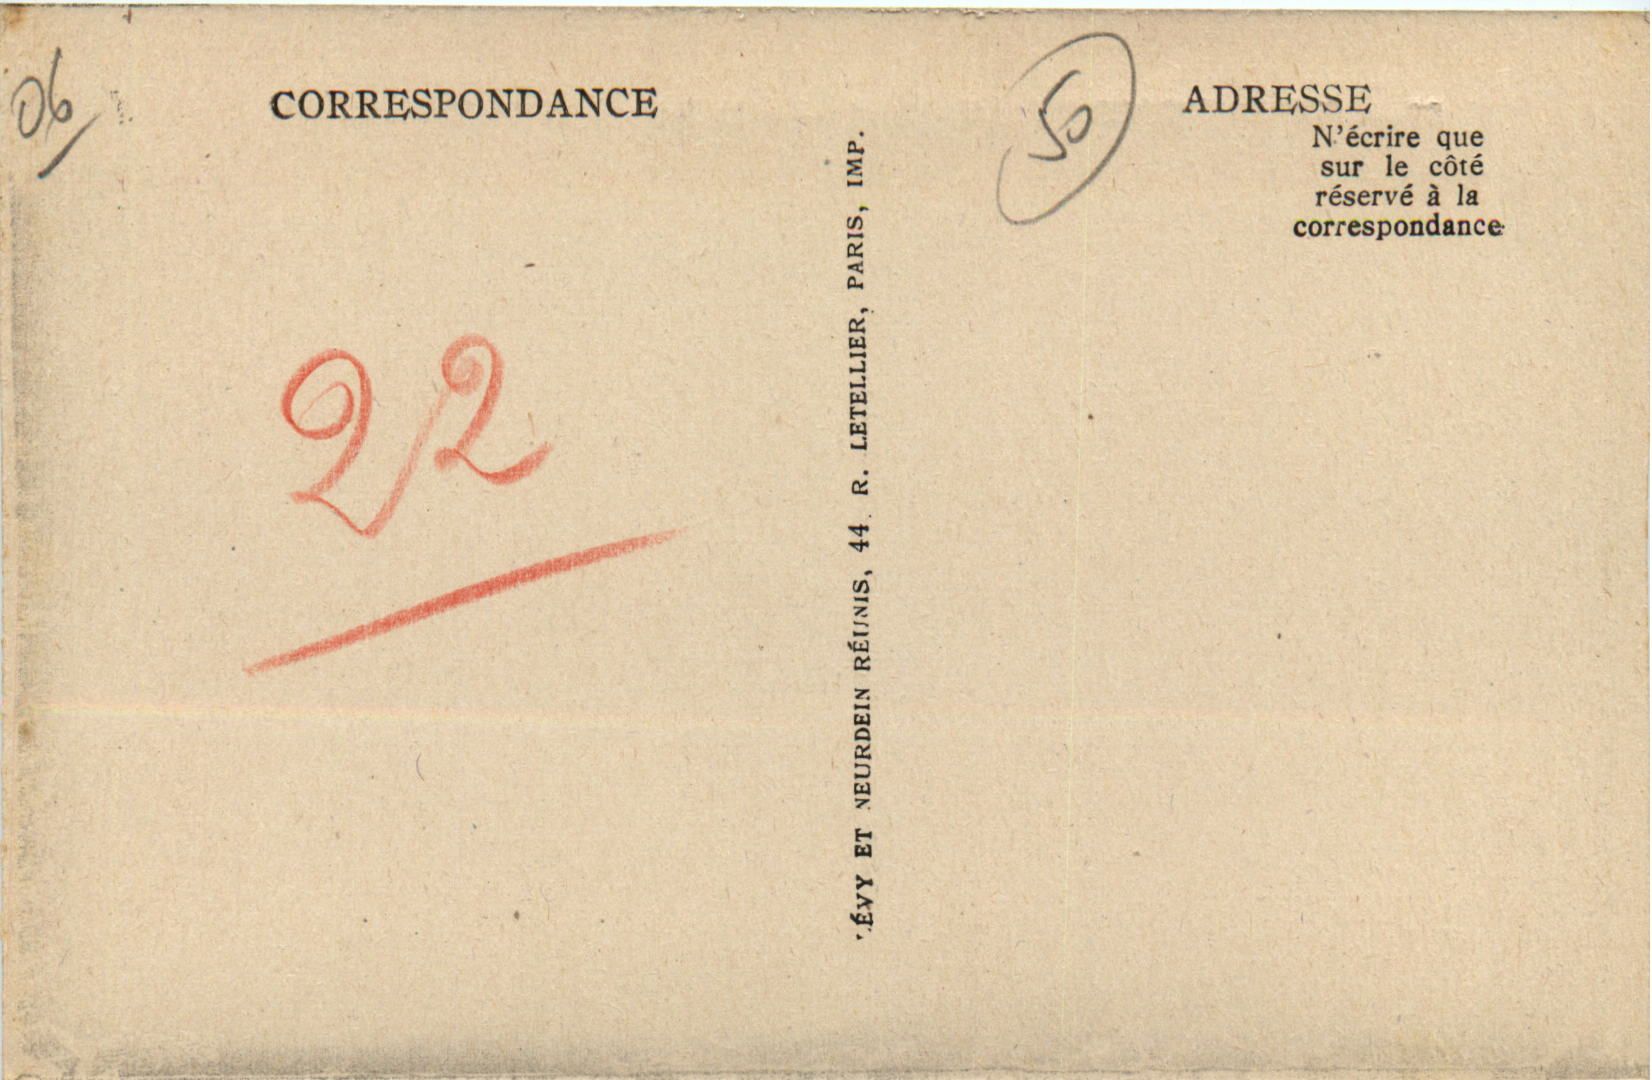 06
CORRESPONDANCE
22
LÉVY ET NEURDEIN RÉUNIS, 44. R. LETELLIER, PARIS, IMP.
50
ADRESSE
N'écrire que
sur le côté
réservé à la
correspondance